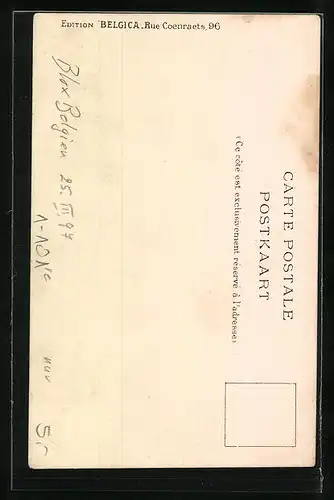 EDITION "BELGICA. Rue Coenraets, 96
CARTE POSTALE
POSTKAART
(Ce côté est exclusivement réservé à l'adresse)
Blox Belgien 25. III. 97
5,-